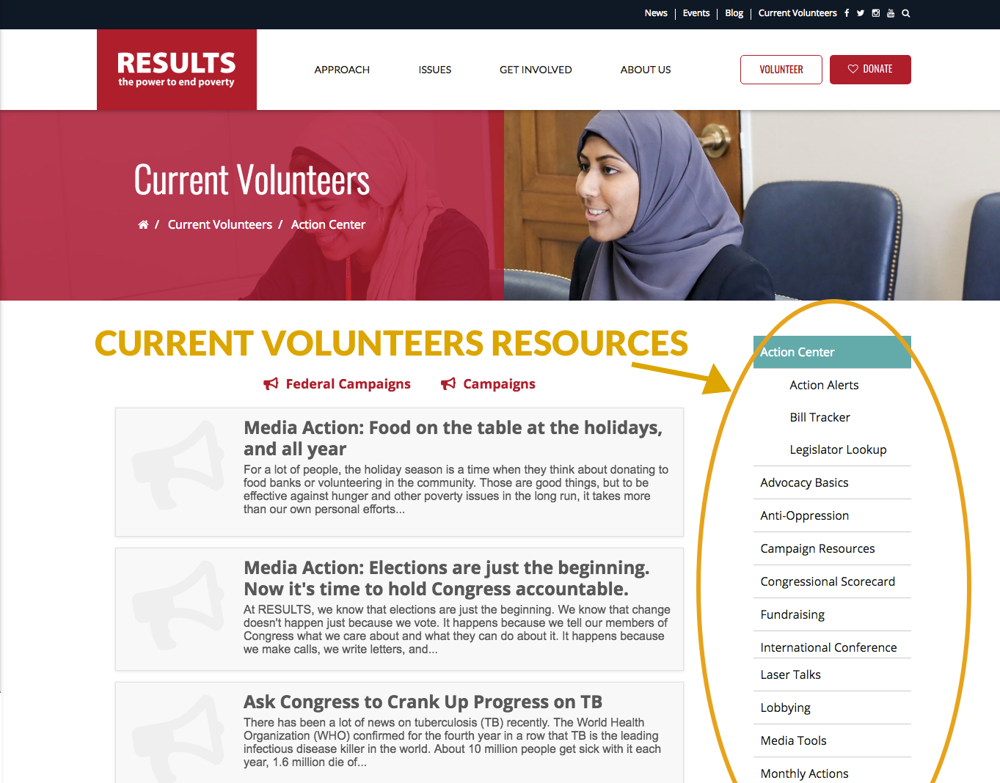 News Events Blog Current Volunteers
RESULTS
the power to end poverty
APPROACH ISSUES GET INVOLVED ABOUT US
VOLUNTEER DONATE
Current Volunteers
/ Current Volunteers / Action Center
CURRENT VOLUNTEERS RESOURCES
Federal Campaigns Campaigns
Media Action: Food on the table at the holidays,
and all year
For a lot of people, the holiday season is a time when they think about donating to
food banks or volunteering in the community. Those are good things, but to be
effective against hunger and other poverty issues in the long run, it takes more
than our own personal efforts...
Media Action: Elections are just the beginning.
Now it's time to hold Congress accountable.
At RESULTS, we know that elections are just the beginning. We know that change
doesn't happen just because we vote. It happens because we tell our members of
Congress what we care about and what they can do about it. It happens because
we make calls, we write letters, and...
Ask Congress to Crank Up Progress on TB
There has been a lot of news on tuberculosis (TB) recently. The World Health
Organization (WHO) confirmed for the fourth year in a row that TB is the leading
infectious disease killer in the world. About 10 million people get sick with it each
year, 1.6 million die of...
Action Center
Action Alerts
Bill Tracker
Legislator Lookup
Advocacy Basics
Anti-Oppression
Campaign Resources
Congressional Scorecard
Fundraising
International Conference
Laser Talks
Lobbying
Media Tools
Monthly Actions